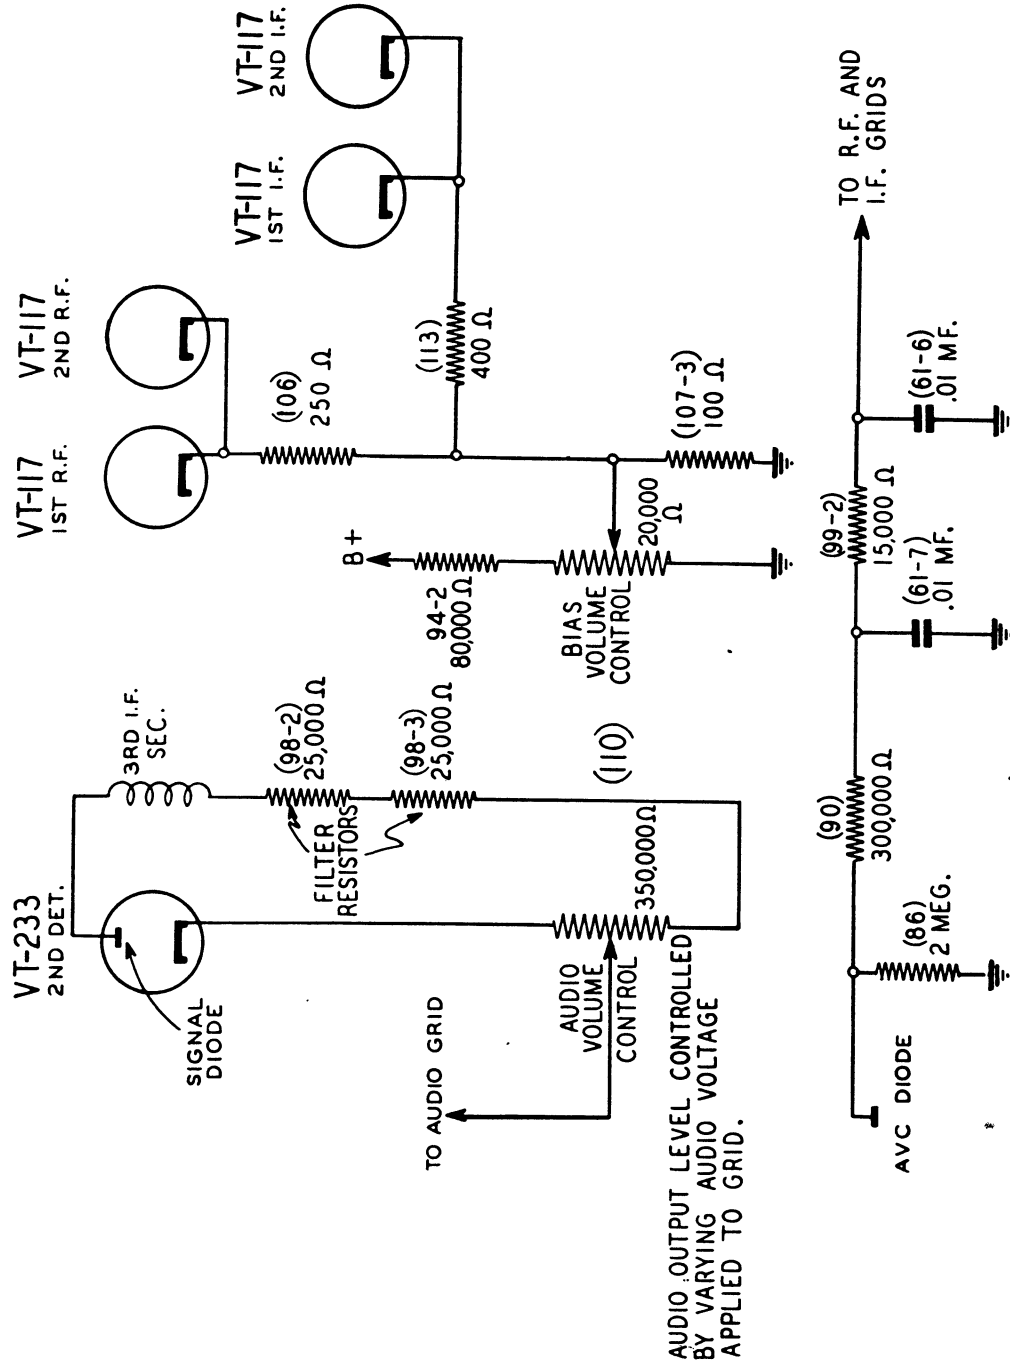 VT-233
2ND DET.
SIGNAL
DIODE
3RD I.F.
SEC.
(98-2)
25,000 Ω
FILTER
RESISTORS
(98-3)
25,000 Ω
TO AUDIO GRID
AUDIO
VOLUME
CONTROL
350,000 Ω
(110)
AUDIO OUTPUT LEVEL CONTROLLED
BY VARYING AUDIO VOLTAGE
APPLIED TO GRID.
VT-117
1ST R.F.
VT-117
2ND R.F.
VT-117
1ST I.F.
VT-117
2ND I.F.
(106)
250 Ω
(113)
400 Ω
B+
94-2
80,000 Ω
BIAS
VOLUME
CONTROL
20,000
Ω
(107-3)
100 Ω
AVC DIODE
(86)
2 MEG.
(90)
300,000 Ω
(61-7)
.01 MF.
(99-2)
15,000 Ω
(61-6)
.01 MF.
TO R.F. AND
I.F. GRIDS